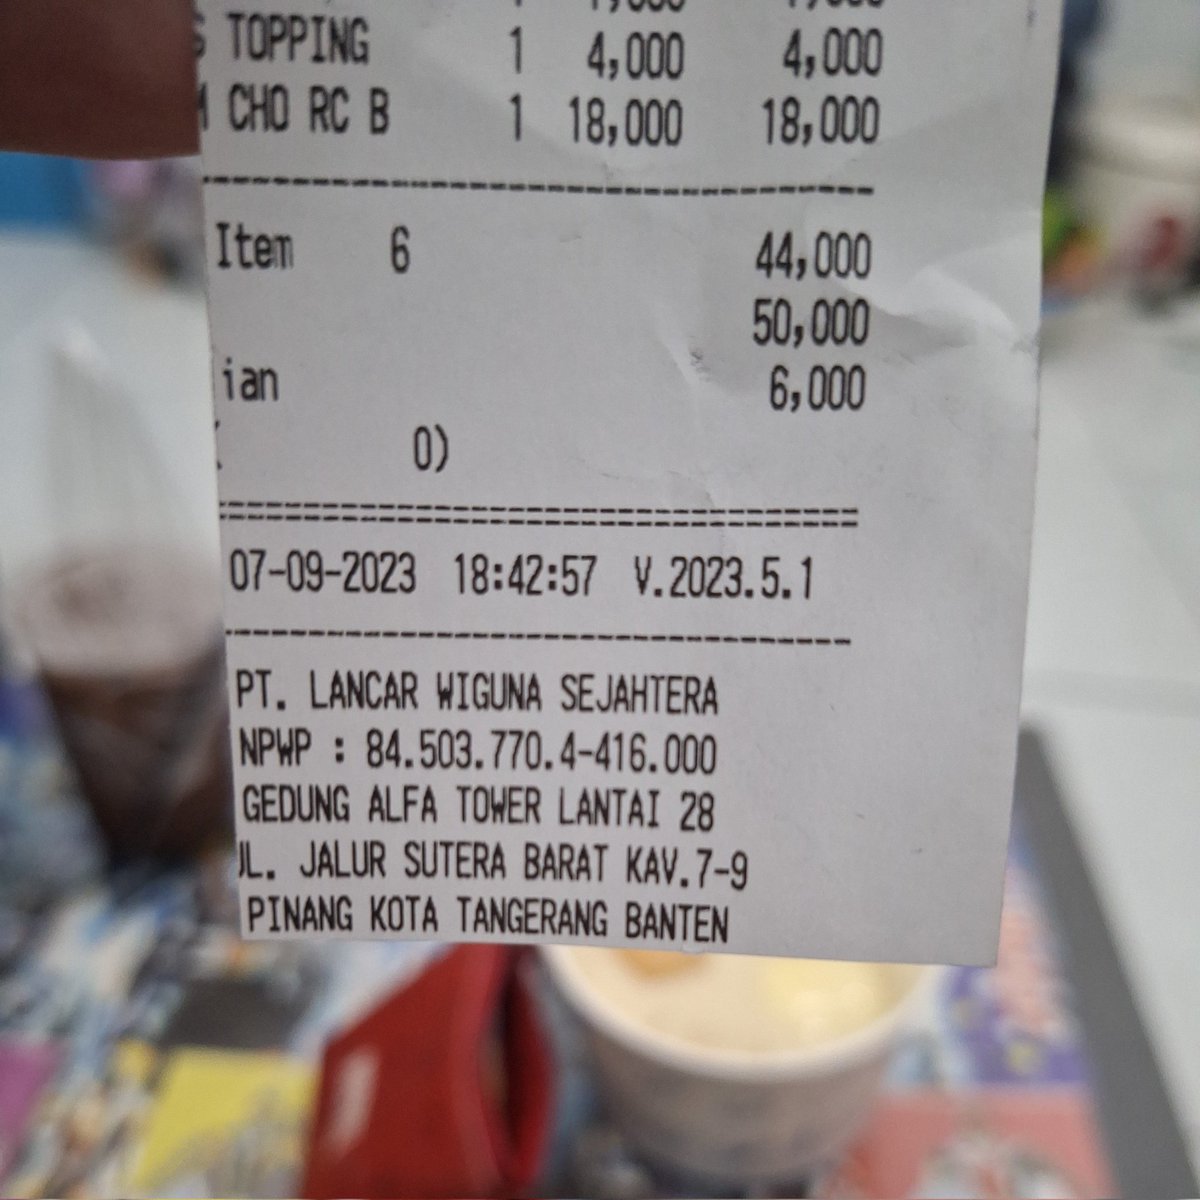 TOPPING 1 4,000 4,000
CHO RC B 1 18,000 18,000
Item 6 44,000
50,000
ian 6,000
0)
07-09-2023 18:42:57 V.2023.5.1
PT. LANCAR WIGUNA SEJAHTERA
NPWP : 84.503.770.4-416.000
GEDUNG ALFA TOWER LANTAI 28
JL. JALUR SUTERA BARAT KAV.7-9
PINANG KOTA TANGERANG BANTEN